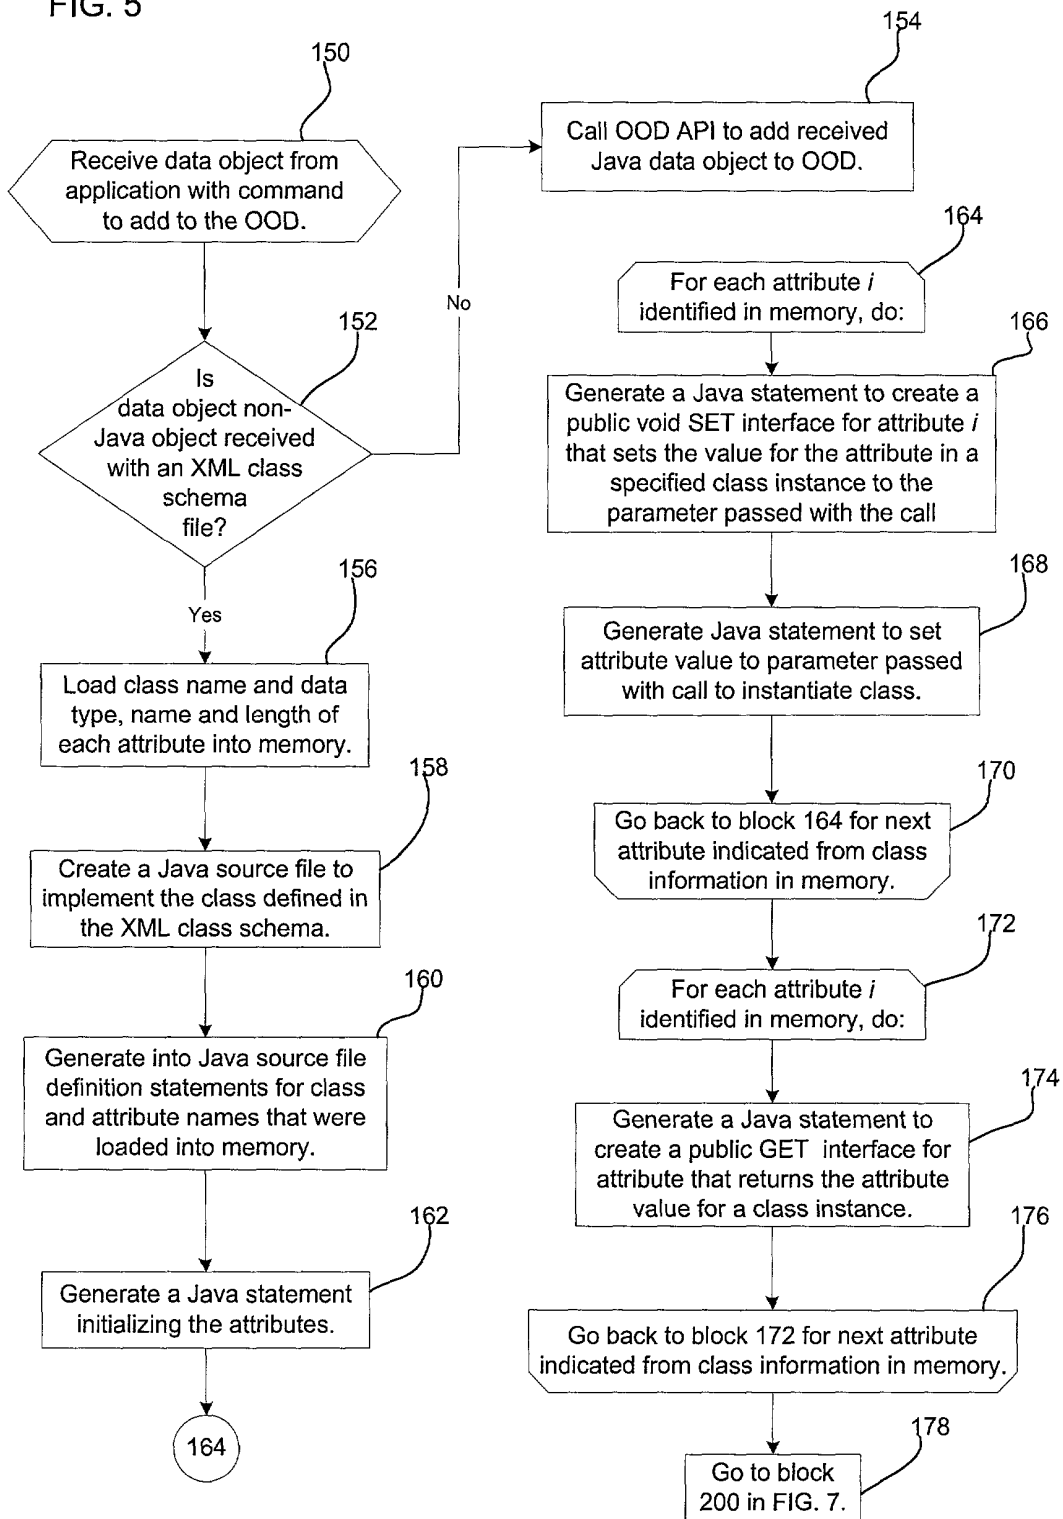 FIG. 5
150
Receive data object from
application with command
to add to the OOD.
152
Is
data object non-
Java object received
with an XML class
schema
file?
No
Yes
154
Call OOD API to add received
Java data object to OOD.
156
Load class name and data
type, name and length of
each attribute into memory.
158
Create a Java source file to
implement the class defined in
the XML class schema.
160
Generate into Java source file
definition statements for class
and attribute names that were
loaded into memory.
162
Generate a Java statement
initializing the attributes.
164
164
For each attribute i
identified in memory, do:
166
Generate a Java statement to create a
public void SET interface for attribute i
that sets the value for the attribute in a
specified class instance to the
parameter passed with the call
168
Generate Java statement to set
attribute value to parameter passed
with call to instantiate class.
170
Go back to block 164 for next
attribute indicated from class
information in memory.
172
For each attribute i
identified in memory, do:
174
Generate a Java statement to
create a public GET interface for
attribute that returns the attribute
value for a class instance.
176
Go back to block 172 for next attribute
indicated from class information in memory.
178
Go to block
200 in FIG. 7.